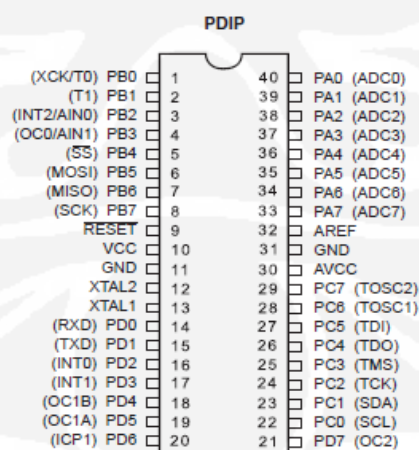 PDIP
(XCK/T0) PB0 1 40 PA0 (ADC0)
(T1) PB1 2 39 PA1 (ADC1)
(INT2/AIN0) PB2 3 38 PA2 (ADC2)
(OC0/AIN1) PB3 4 37 PA3 (ADC3)
(SS) PB4 5 36 PA4 (ADC4)
(MOSI) PB5 6 35 PA5 (ADC5)
(MISO) PB6 7 34 PA6 (ADC6)
(SCK) PB7 8 33 PA7 (ADC7)
RESET 9 32 AREF
VCC 10 31 GND
GND 11 30 AVCC
XTAL2 12 29 PC7 (TOSC2)
XTAL1 13 28 PC6 (TOSC1)
(RXD) PD0 14 27 PC5 (TDI)
(TXD) PD1 15 26 PC4 (TDO)
(INT0) PD2 16 25 PC3 (TMS)
(INT1) PD3 17 24 PC2 (TCK)
(OC1B) PD4 18 23 PC1 (SDA)
(OC1A) PD5 19 22 PC0 (SCL)
(ICP1) PD6 20 21 PD7 (OC2)